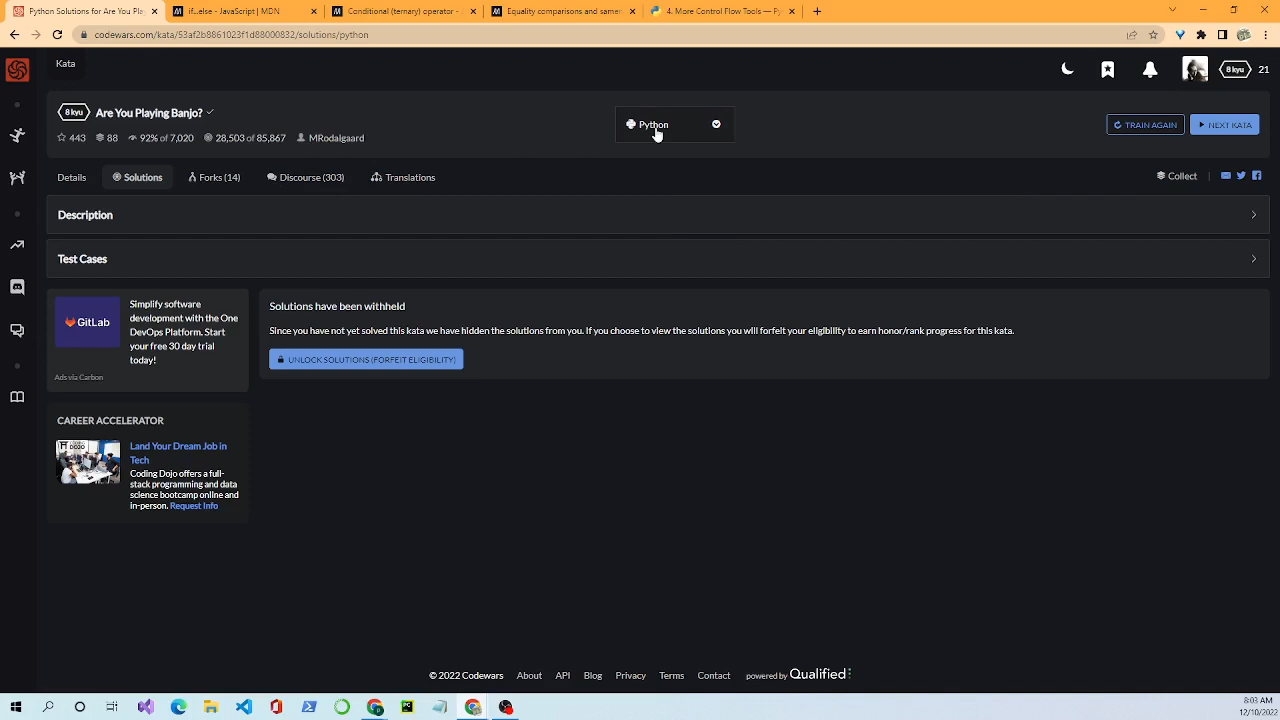 Python Solutions for Are You Play
if...else - JavaScript | MDN
Conditional (ternary) operator -
Equality comparisons and samen
4. More Control Flow Tools — Py
codewars.com/kata/53af2b8861023f1d88000832/solutions/python
Kata
8 kyu
21
8 kyu
Are You Playing Banjo?
Python
443
88
92% of 7,020
28,503 of 85,867
MRodalgaard
TRAIN AGAIN
NEXT KATA
Details
Solutions
Forks (14)
Discourse (303)
Translations
Collect
Description
Test Cases
GitLab
Simplify software
development with the One
DevOps Platform. Start
your free 30 day trial
today!
Ads via Carbon
Solutions have been withheld
Since you have not yet solved this kata we have hidden the solutions from you. If you choose to view the solutions you will forfeit your eligibility to earn honor/rank progress for this kata.
UNLOCK SOLUTIONS (FORFEIT ELIGIBILITY)
CAREER ACCELERATOR
Land Your Dream Job in
Tech
Coding Dojo offers a full-
stack programming and data
science bootcamp online and
in-person. Request Info
© 2022 Codewars
About
API
Blog
Privacy
Terms
Contact
powered by Qualified
8:03 AM
12/10/2022